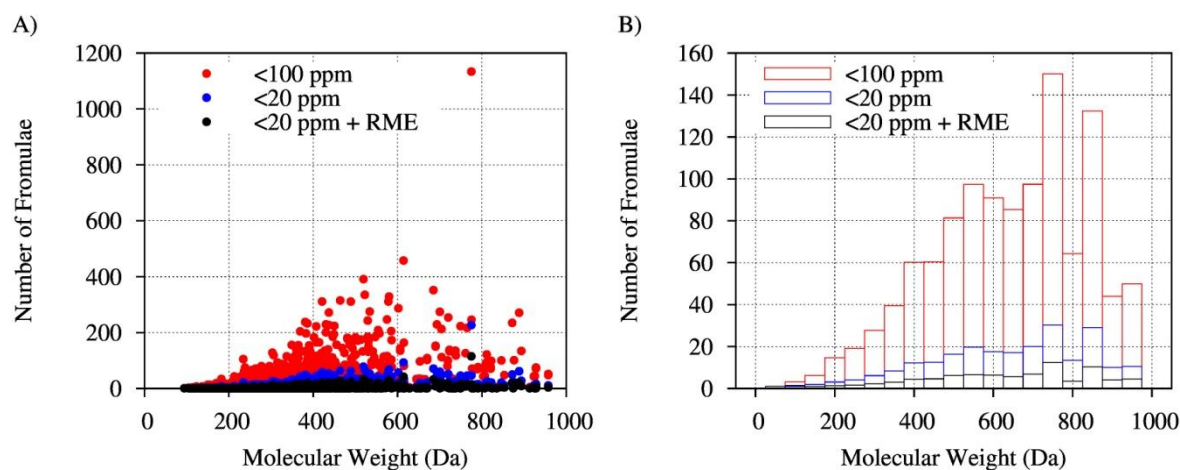 A)
1200
1000
800
600
400
200
0
<100 ppm
<20 ppm
<20 ppm + RME
0 200 400 600 800 1000
Molecular Weight (Da)
Number of Fromulae
B)
160
140
120
100
80
60
40
20
0
<100 ppm
<20 ppm
<20 ppm + RME
0 200 400 600 800 1000
Molecular Weight (Da)
Number of Fromulae